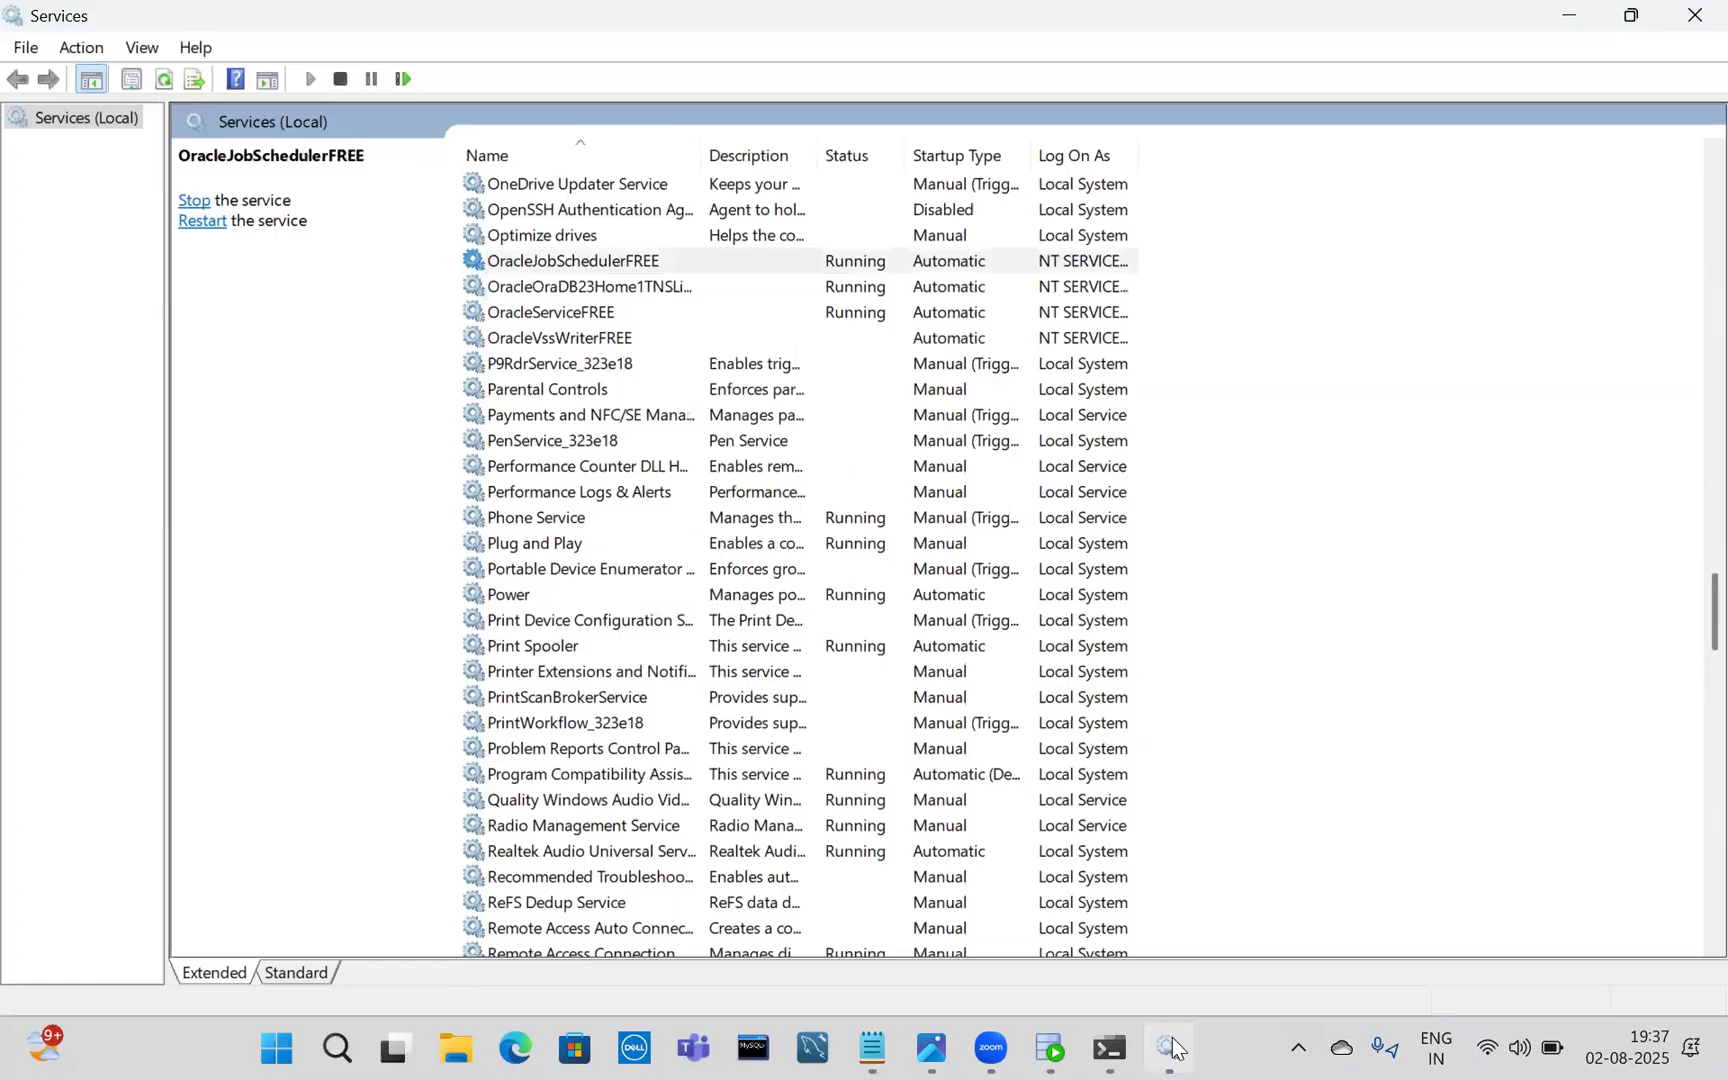 Services
File Action View Help
Services (Local)
Services (Local)
OracleJobSchedulerFREE
Stop the service
Restart the service
Name Description Status Startup Type Log On As
OneDrive Updater Service Keeps your ... Manual (Trigg... Local System
OpenSSH Authentication Ag... Agent to hol... Disabled Local System
Optimize drives Helps the co... Manual Local System
OracleJobSchedulerFREE Running Automatic NT SERVICE...
OracleOraDB23Home1TNSLi... Running Automatic NT SERVICE...
OracleServiceFREE Running Automatic NT SERVICE...
OracleVssWriterFREE Automatic NT SERVICE...
P9RdrService_323e18 Enables trig... Manual (Trigg... Local System
Parental Controls Enforces par... Manual Local System
Payments and NFC/SE Mana... Manages pa... Manual (Trigg... Local Service
PenService_323e18 Pen Service Manual (Trigg... Local System
Performance Counter DLL H... Enables rem... Manual Local Service
Performance Logs & Alerts Performance... Manual Local Service
Phone Service Manages th... Running Manual (Trigg... Local Service
Plug and Play Enables a co... Running Manual Local System
Portable Device Enumerator ... Enforces gro... Manual (Trigg... Local System
Power Manages po... Running Automatic Local System
Print Device Configuration S... The Print De... Manual (Trigg... Local System
Print Spooler This service ... Running Automatic Local System
Printer Extensions and Notifi... This service ... Manual Local System
PrintScanBrokerService Provides sup... Manual Local System
PrintWorkflow_323e18 Provides sup... Manual (Trigg... Local System
Problem Reports Control Pa... This service ... Manual Local System
Program Compatibility Assis... This service ... Running Automatic (De... Local System
Quality Windows Audio Vid... Quality Win... Running Manual Local Service
Radio Management Service Radio Mana... Running Manual Local Service
Realtek Audio Universal Serv... Realtek Audi... Running Automatic Local System
Recommended Troubleshoo... Enables aut... Manual Local System
ReFS Dedup Service ReFS data d... Manual Local System
Remote Access Auto Connec... Creates a co... Manual Local System
Remote Access Connection Manages di... Running Manual Local System
Extended Standard
9+
DELL
MySQL
zoom
ENG
IN
19:37
02-08-2025